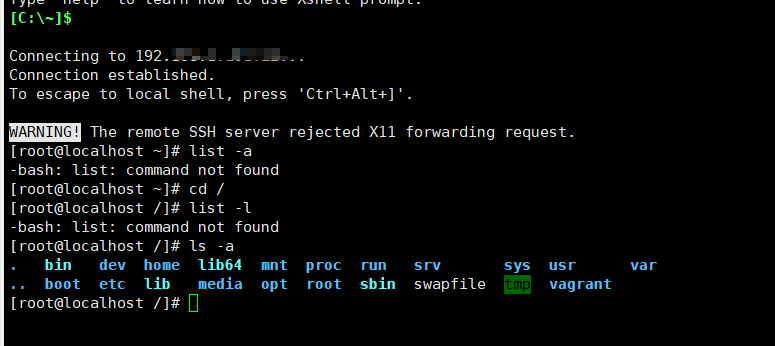 Type `help' to learn how to use Xshell prompt.
[C:\~]$
Connecting to 192.
Connection established.
To escape to local shell, press 'Ctrl+Alt+]'.
WARNING! The remote SSH server rejected X11 forwarding request.
[root@localhost ~]# list -a
-bash: list: command not found
[root@localhost ~]# cd /
[root@localhost /]# list -l
-bash: list: command not found
[root@localhost /]# ls -a
. bin dev home lib64 mnt proc run srv sys usr var
.. boot etc lib media opt root sbin swapfile tmp vagrant
[root@localhost /]#